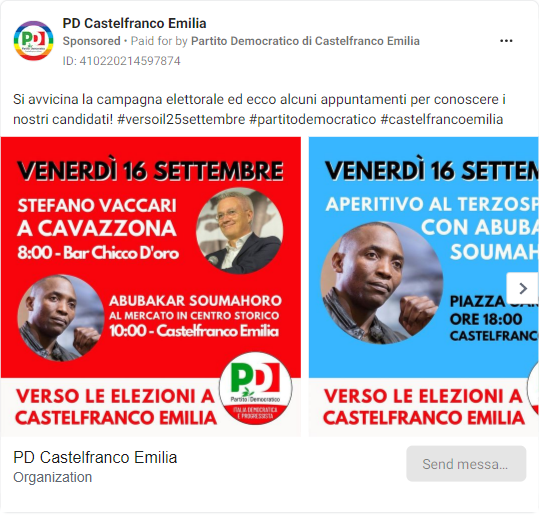 PD Castelfranco Emilia
Sponsored • Paid for by Partito Democratico di Castelfranco Emilia
ID: 410220214597874
Si avvicina la campagna elettorale ed ecco alcuni appuntamenti per conoscere i
nostri candidati! #versoil25settembre #partitodemocratico #castelfrancoemilia
VENERDÌ 16 SETTEMBRE
STEFANO VACCARI
A CAVAZZONA
8:00 - Bar Chicco D'oro
ABUBAKAR SOUMAHORO
AL MERCATO IN CENTRO STORICO
10:00 - Castelfranco Emilia
VERSO LE ELEZIONI A
CASTELFRANCO EMILIA
PD
Partito Democratico
ITALIA DEMOCRATICA
E PROGRESSISTA
VENERDÌ 16 SETTEM
APERITIVO AL TERZOSP
CON ABUBA
SOUMAHO
PIAZZA
ORE 18:00
CASTELFRANC
VERSO LE ELEZIONI A
CASTELFRANCO EMILIA
PD Castelfranco Emilia
Organization
Send messa...